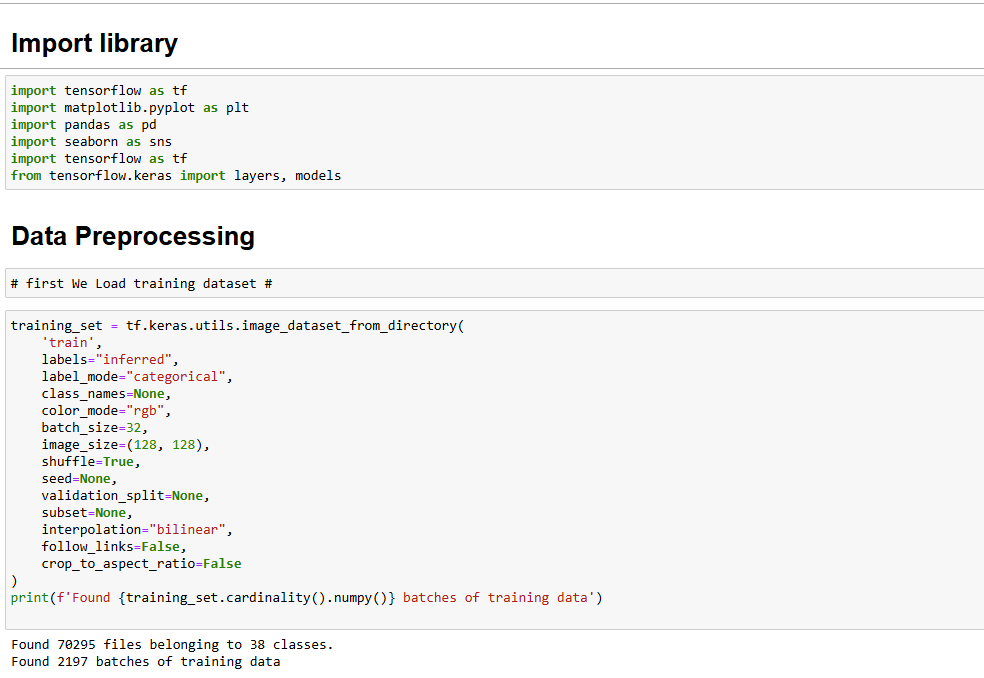 Import library
import tensorflow as tf
import matplotlib.pyplot as plt
import pandas as pd
import seaborn as sns
import tensorflow as tf
from tensorflow.keras import layers, models
Data Preprocessing
# first We Load training dataset #
training_set = tf.keras.utils.image_dataset_from_directory(
    'train',
    labels="inferred",
    label_mode="categorical",
    class_names=None,
    color_mode="rgb",
    batch_size=32,
    image_size=(128, 128),
    shuffle=True,
    seed=None,
    validation_split=None,
    subset=None,
    interpolation="bilinear",
    follow_links=False,
    crop_to_aspect_ratio=False
)
print(f'Found {training_set.cardinality().numpy()} batches of training data')
Found 70295 files belonging to 38 classes.
Found 2197 batches of training data